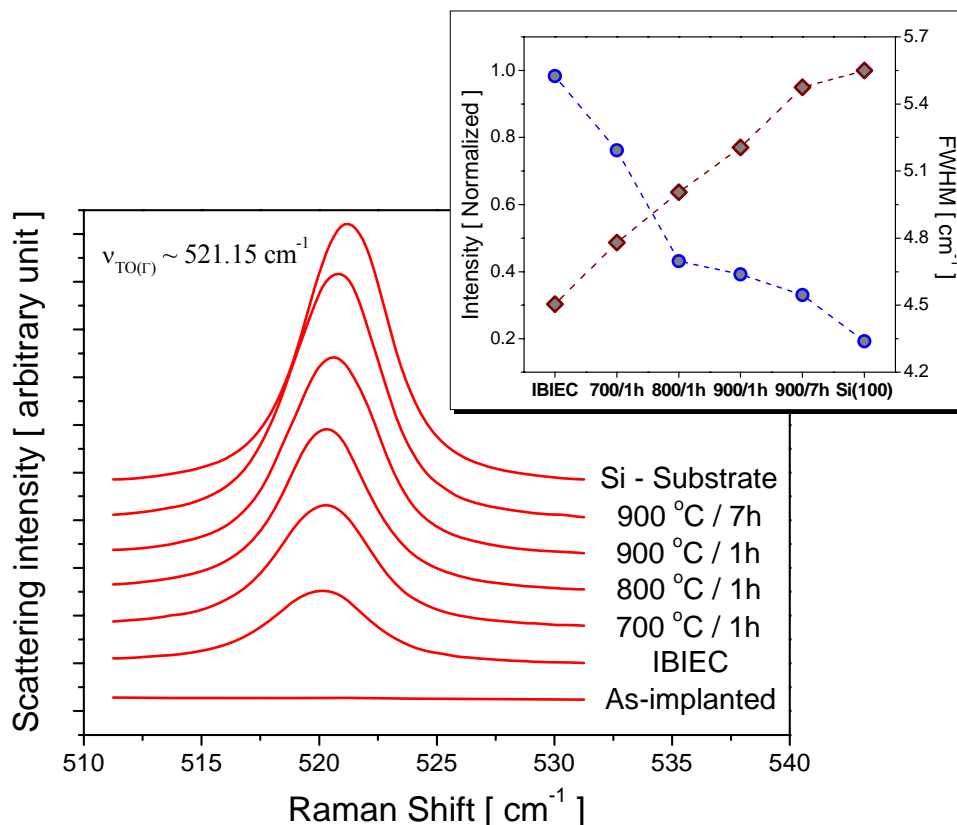 Intensity [ Normalized ]
1.0
0.8
0.6
0.4
0.2
5.7
5.4
5.1
4.8
4.5
4.2
FWHM [ cm⁻¹ ]
IBIEC 700/1h 800/1h 900/1h 900/7h Si(100)
Scattering intensity [ arbitrary unit ]
ν_TO(Γ) ~ 521.15 cm⁻¹
Si - Substrate
900 °C / 7h
900 °C / 1h
800 °C / 1h
700 °C / 1h
IBIEC
As-implanted
510 515 520 525 530 535 540
Raman Shift [ cm⁻¹ ]